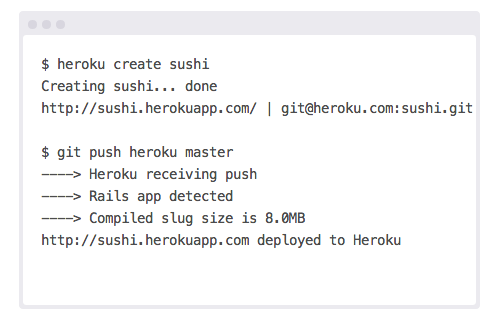 $ heroku create sushi
Creating sushi... done
http://sushi.herokuapp.com/ | git@heroku.com:sushi.git
$ git push heroku master
----> Heroku receiving push
----> Rails app detected
----> Compiled slug size is 8.0MB
http://sushi.herokuapp.com deployed to Heroku